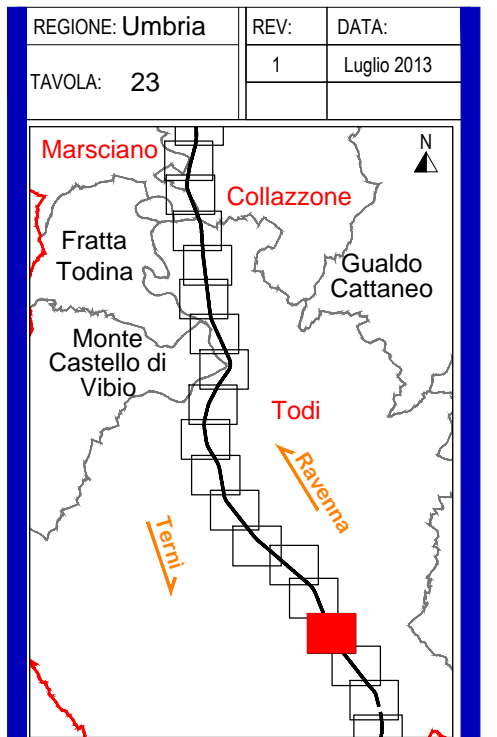 REGIONE: Umbria
REV:
DATA:
TAVOLA: 23
1
Luglio 2013
N
Marsciano
Collazzone
Fratta
Todina
Gualdo
Cattaneo
Monte
Castello di
Vibio
Todi
Ravenna
Terni